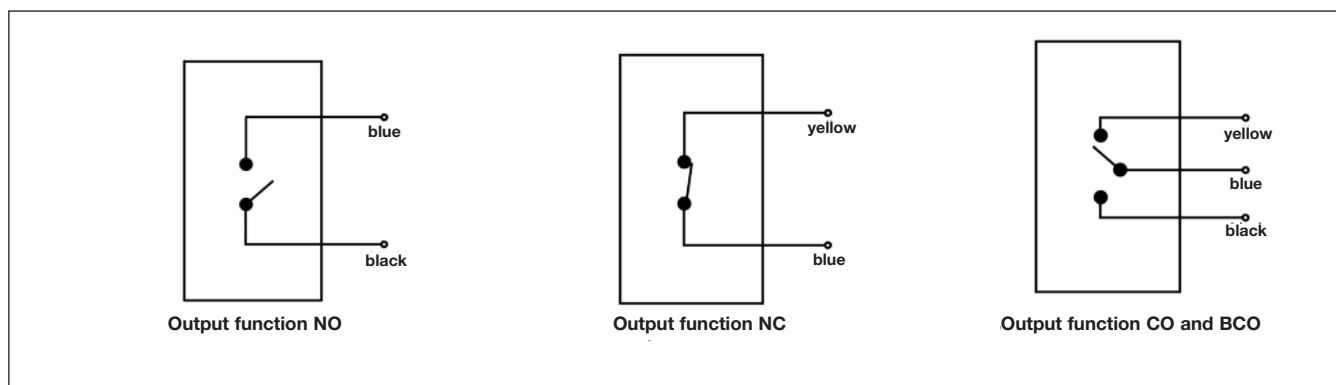 blue
black
Output function NO
yellow
blue
Output function NC
yellow
blue
black
Output function CO and BCO